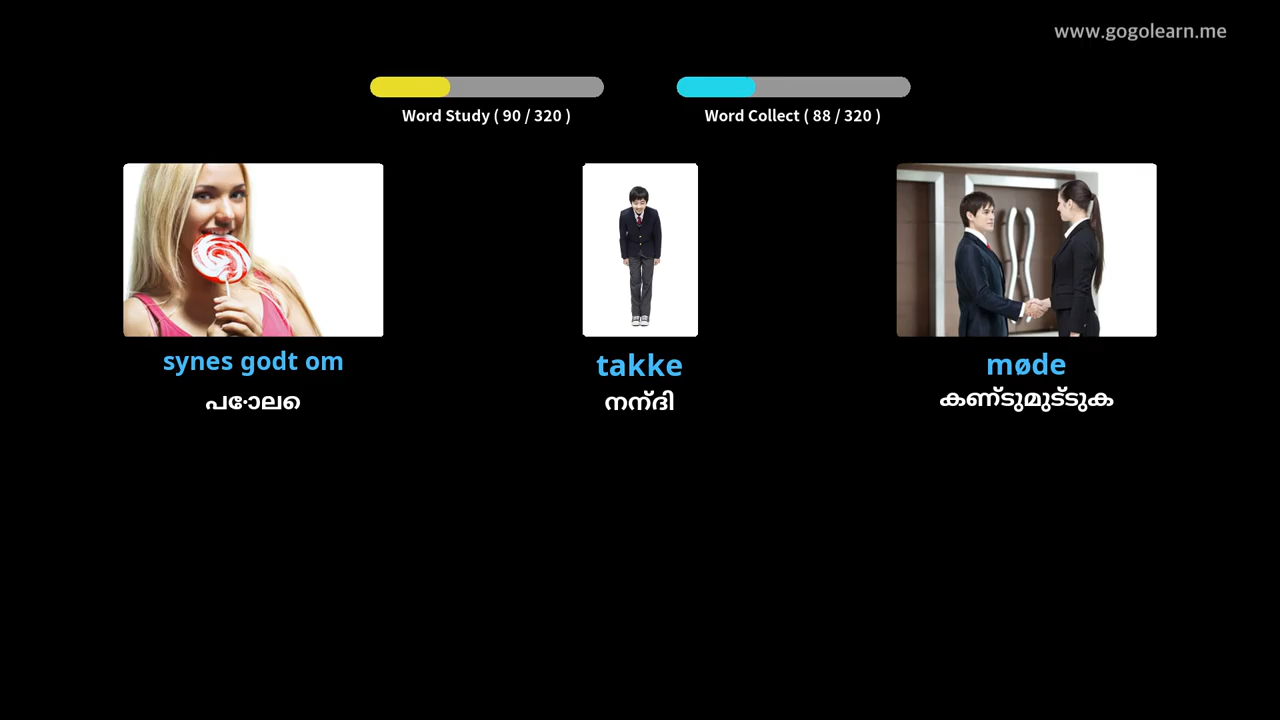 www.gogolearn.me
Word Study ( 90 / 320 )
Word Collect ( 88 / 320 )
synes godt om
takke
møde
പോലെ
നന്ദി
കണ്ടുമുട്ടുക